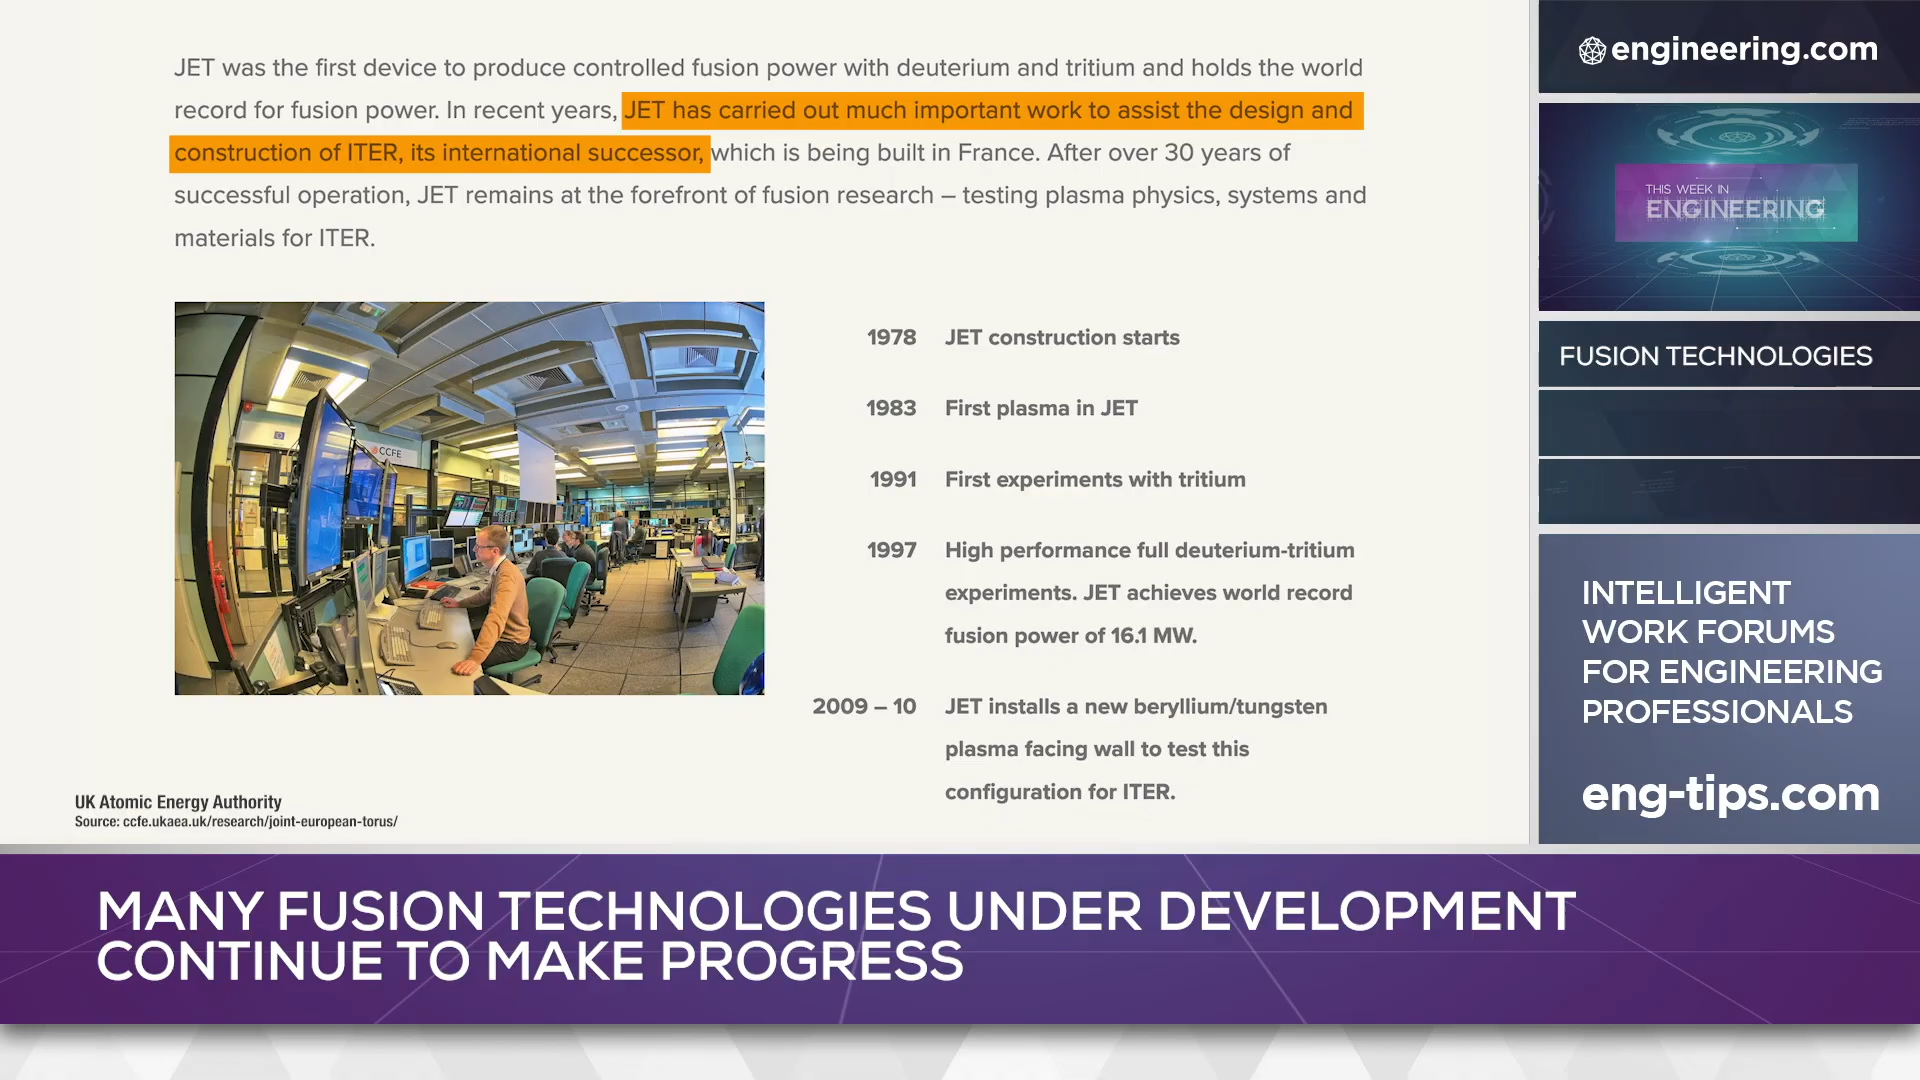 JET was the first device to produce controlled fusion power with deuterium and tritium and holds the world
record for fusion power. In recent years, JET has carried out much important work to assist the design and
construction of ITER, its international successor, which is being built in France. After over 30 years of
successful operation, JET remains at the forefront of fusion research – testing plasma physics, systems and
materials for ITER.
CCFE
1978 JET construction starts
1983 First plasma in JET
1991 First experiments with tritium
1997 High performance full deuterium-tritium
experiments. JET achieves world record
fusion power of 16.1 MW.
2009 – 10 JET installs a new beryllium/tungsten
plasma facing wall to test this
configuration for ITER.
UK Atomic Energy Authority
Source: ccfe.ukaea.uk/research/joint-european-torus/
engineering.com
THIS WEEK IN
ENGINEERING
FUSION TECHNOLOGIES
INTELLIGENT
WORK FORUMS
FOR ENGINEERING
PROFESSIONALS
eng-tips.com
MANY FUSION TECHNOLOGIES UNDER DEVELOPMENT
CONTINUE TO MAKE PROGRESS